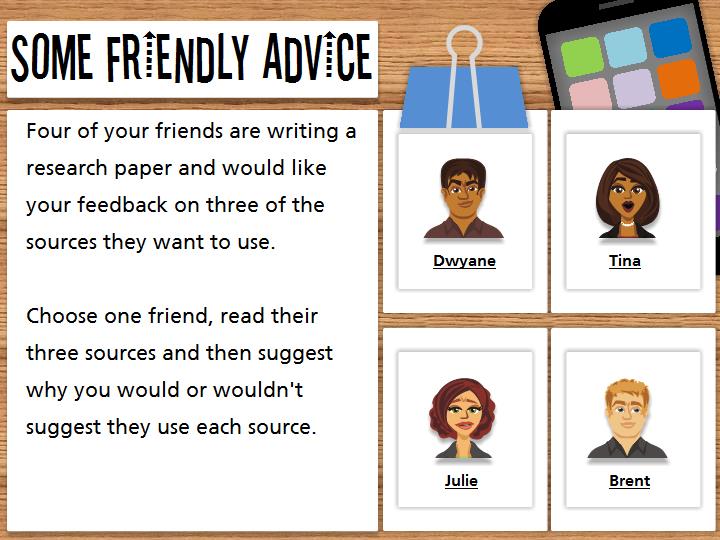 SOME FRIENDLY ADVICE
Four of your friends are writing a
research paper and would like
your feedback on three of the
sources they want to use.
Choose one friend, read their
three sources and then suggest
why you would or wouldn't
suggest they use each source.
Dwyane
Tina
Julie
Brent